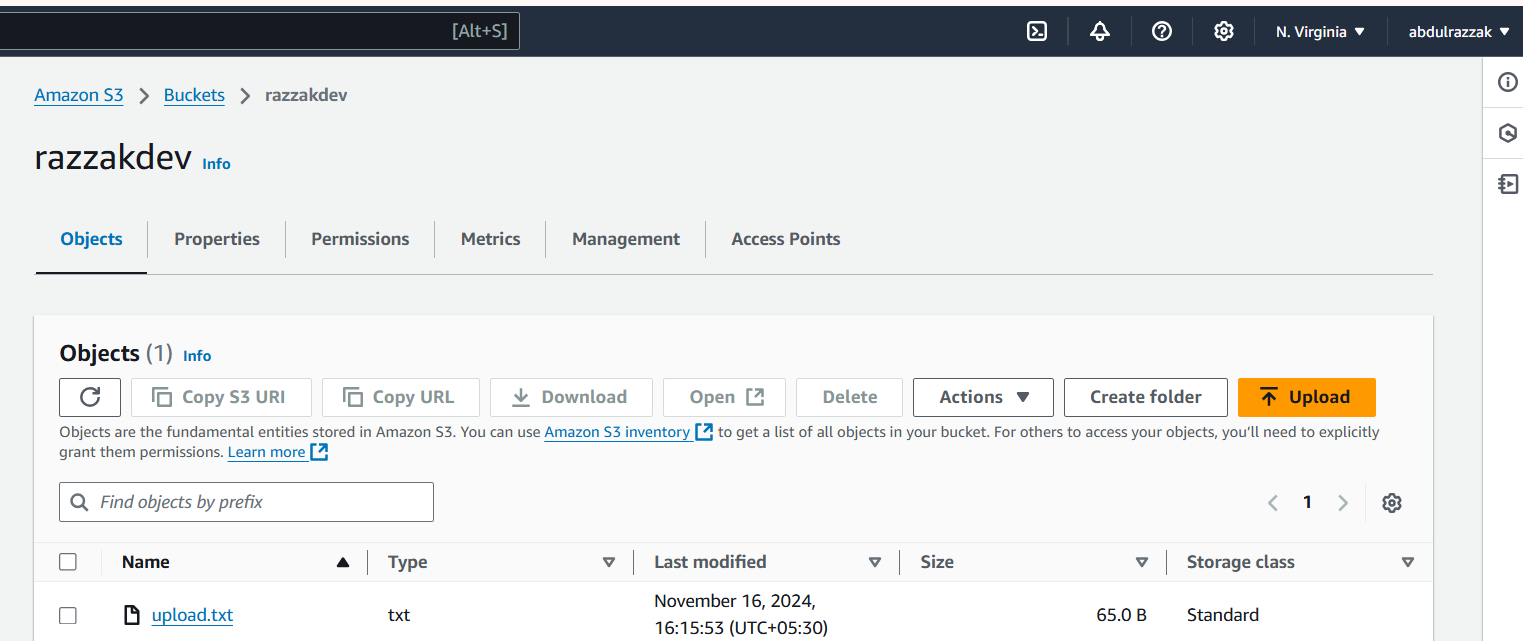 [Alt+S] N. Virginia abdulrazzak
Amazon S3 Buckets razzakdev
razzakdev Info
Objects Properties Permissions Metrics Management Access Points
Objects (1) Info
Copy S3 URI Copy URL Download Open Delete Actions Create folder Upload
Objects are the fundamental entities stored in Amazon S3. You can use Amazon S3 inventory to get a list of all objects in your bucket. For others to access your objects, you’ll need to explicitly
grant them permissions. Learn more
Find objects by prefix 1
Name Type Last modified Size Storage class
upload.txt txt November 16, 2024, 65.0 B Standard
16:15:53 (UTC+05:30)